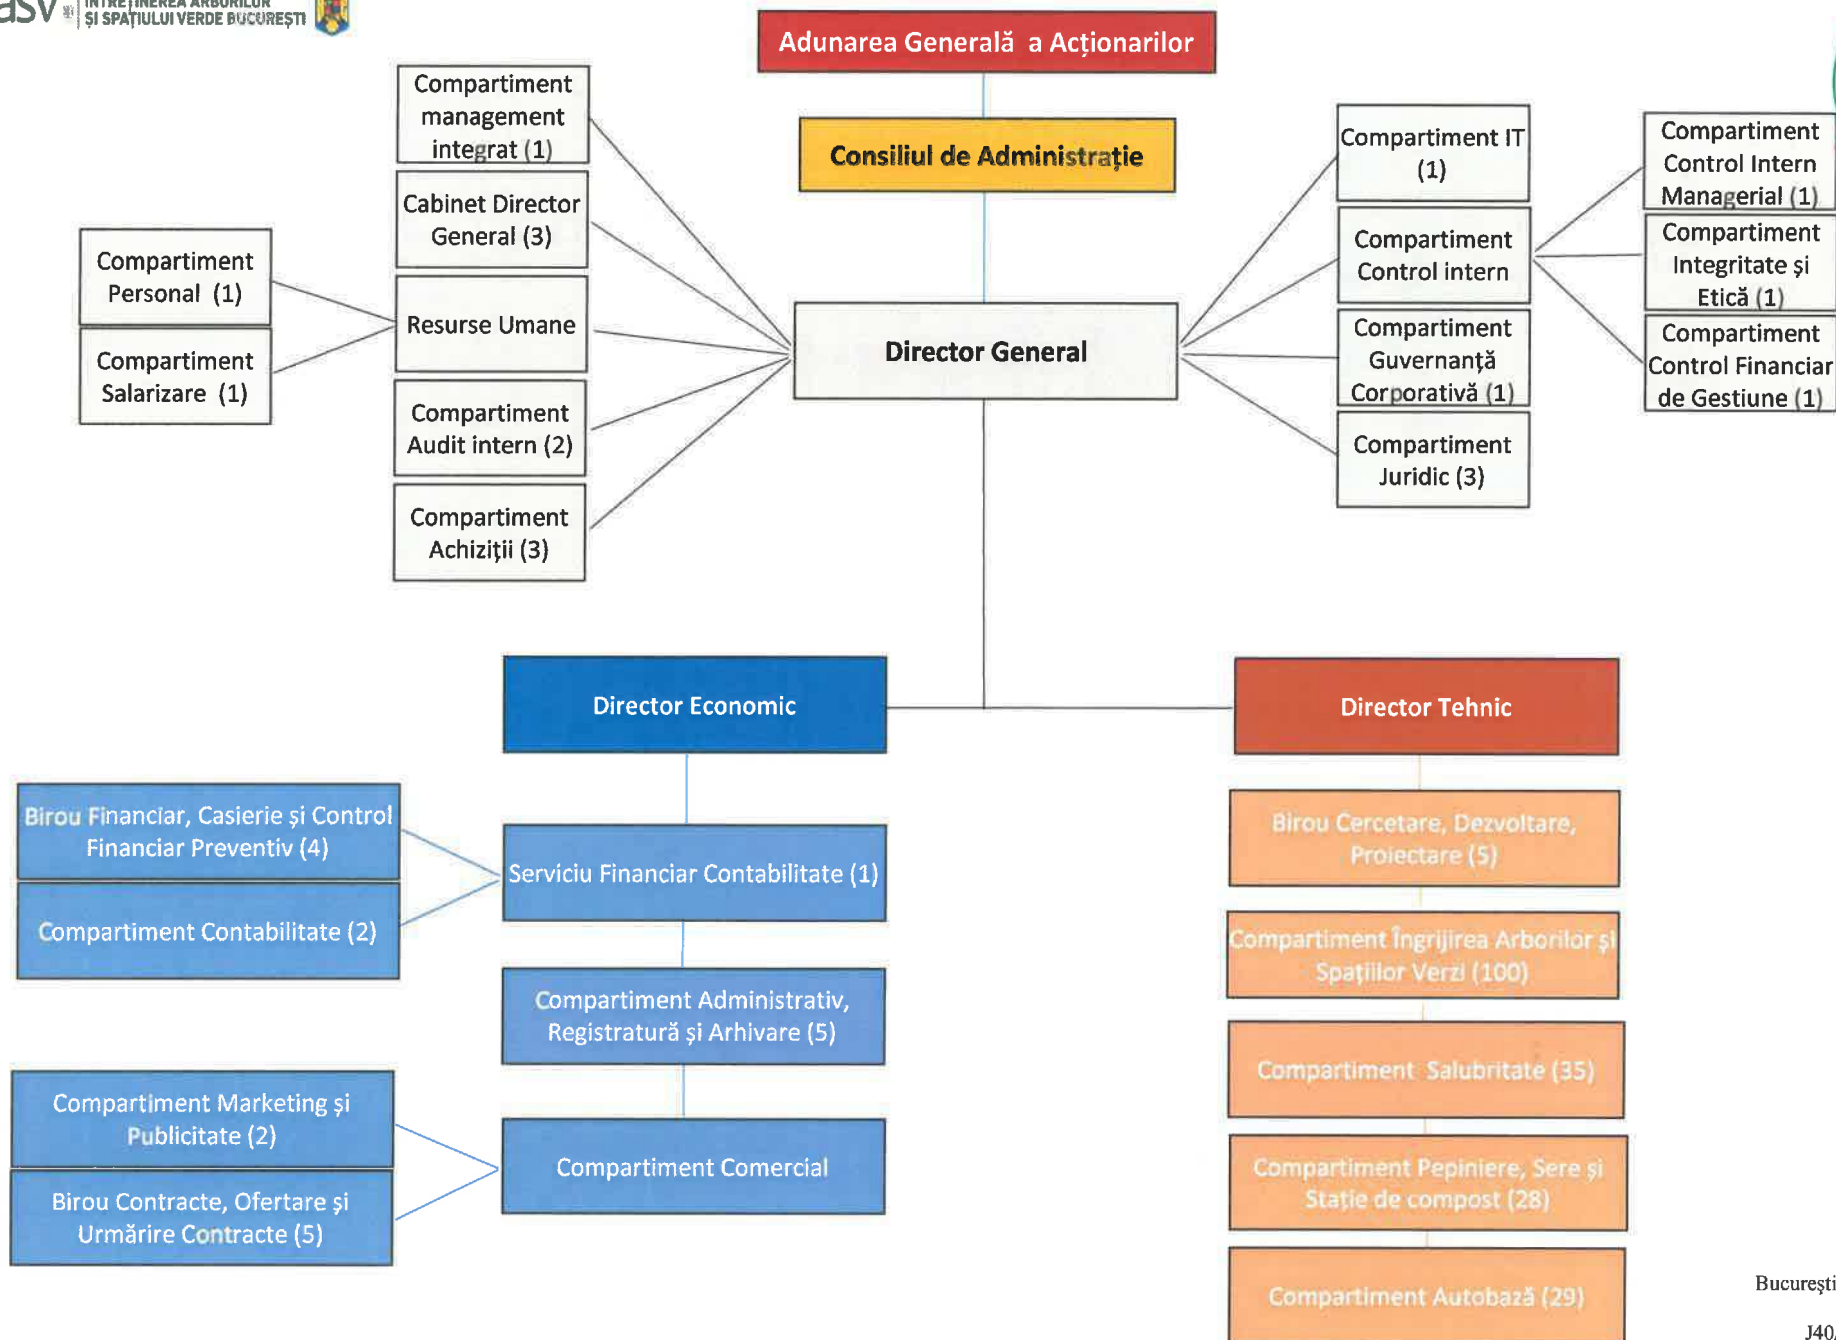 asv
ÎNTREȚINEREA ARBORILOR
ȘI SPAȚIULUI VERDE BUCUREȘTI
Adunarea Generală a Acționarilor
Consiliul de Administrație
Compartiment
management
integrat (1)
Cabinet Director
General (3)
Resurse Umane
Compartiment
Audit intern (2)
Compartiment
Achiziții (3)
Compartiment
Personal (1)
Compartiment
Salarizare (1)
Director General
Compartiment IT
(1)
Compartiment
Control intern
Compartiment
Guvernanță
Corporativă (1)
Compartiment
Juridic (3)
Compartiment
Control Intern
Managerial (1)
Compartiment
Integritate și
Etică (1)
Compartiment
Control Financiar
de Gestiune (1)
Director Economic
Director Tehnic
Birou Financiar, Casierie și Control
Financiar Preventiv (4)
Compartiment Contabilitate (2)
Serviciu Financiar Contabilitate (1)
Compartiment Administrativ,
Registratură și Arhivare (5)
Compartiment Marketing și
Publicitate (2)
Birou Contracte, Ofertare și
Urmărire Contracte (5)
Compartiment Comercial
Birou Cercetare, Dezvoltare,
Proiectare (5)
Compartiment Îngrijirea Arborilor și
Spațiilor Verzi (100)
Compartiment Salubritate (35)
Compartiment Pepiniere, Sere și
Stație de compost (28)
Compartiment Autobază (29)
București
J40